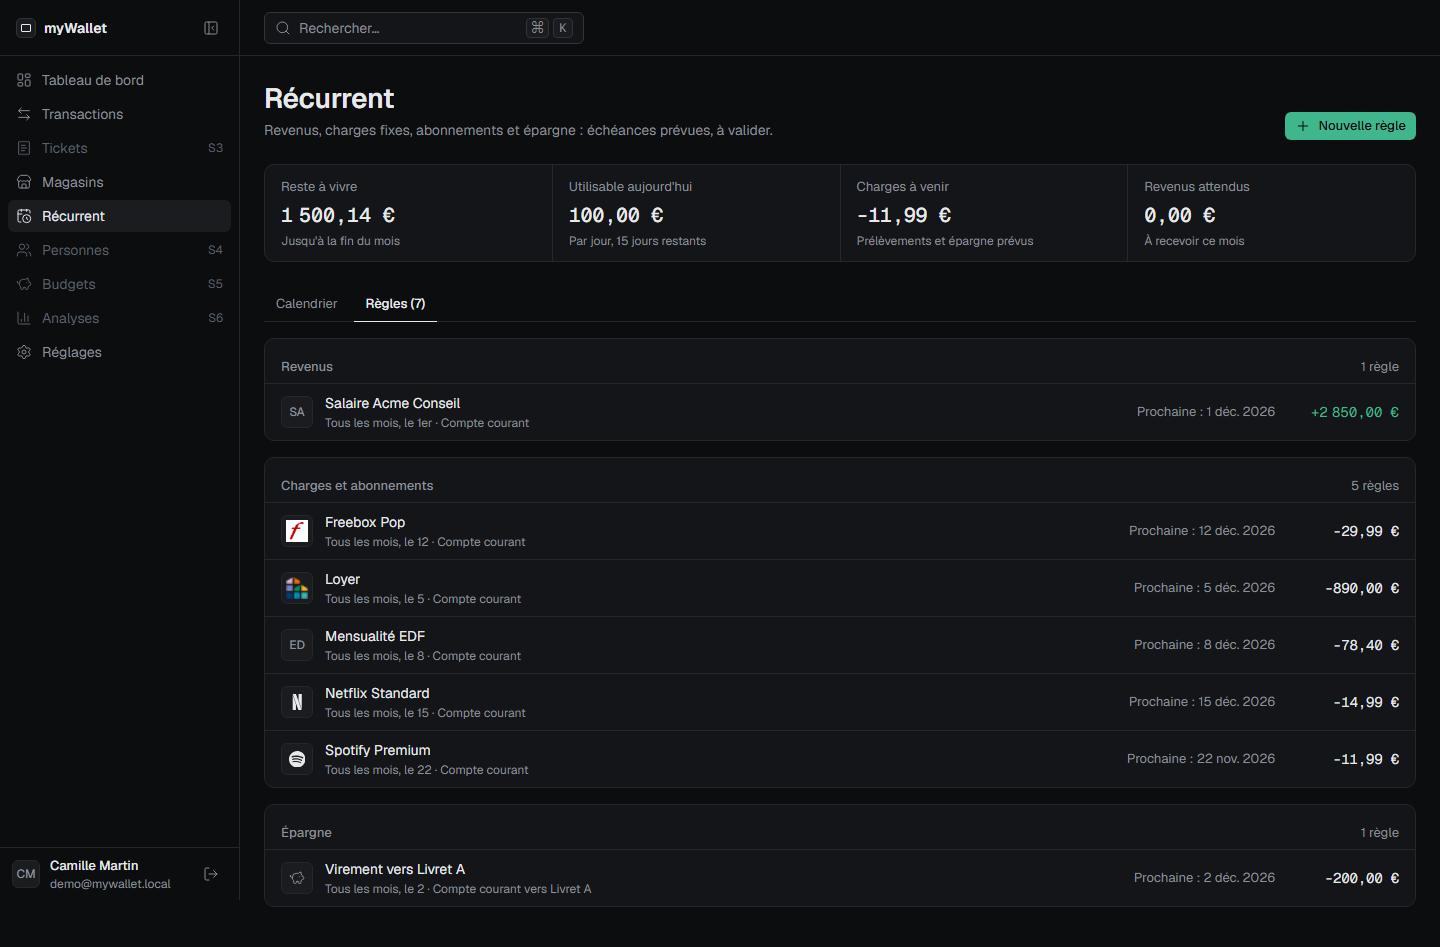 myWallet
Rechercher...
⌘ K
Tableau de bord
Transactions
Tickets S3
Magasins
Récurrent
Personnes S4
Budgets S5
Analyses S6
Réglages
Récurrent
Revenus, charges fixes, abonnements et épargne : échéances prévues, à valider.
Nouvelle règle
Reste à vivre
1 500,14 €
Jusqu'à la fin du mois
Utilisable aujourd'hui
100,00 €
Par jour, 15 jours restants
Charges à venir
-11,99 €
Prélèvements et épargne prévus
Revenus attendus
0,00 €
À recevoir ce mois
Calendrier
Règles (7)
Revenus 1 règle
SA
Salaire Acme Conseil
Tous les mois, le 1er · Compte courant
Prochaine : 1 déc. 2026 +2 850,00 €
Charges et abonnements 5 règles
Freebox Pop
Tous les mois, le 12 · Compte courant
Prochaine : 12 déc. 2026 -29,99 €
Loyer
Tous les mois, le 5 · Compte courant
Prochaine : 5 déc. 2026 -890,00 €
ED
Mensualité EDF
Tous les mois, le 8 · Compte courant
Prochaine : 8 déc. 2026 -78,40 €
N
Netflix Standard
Tous les mois, le 15 · Compte courant
Prochaine : 15 déc. 2026 -14,99 €
Spotify Premium
Tous les mois, le 22 · Compte courant
Prochaine : 22 nov. 2026 -11,99 €
Épargne 1 règle
Virement vers Livret A
Tous les mois, le 2 · Compte courant vers Livret A
Prochaine : 2 déc. 2026 -200,00 €
CM
Camille Martin
demo@mywallet.local